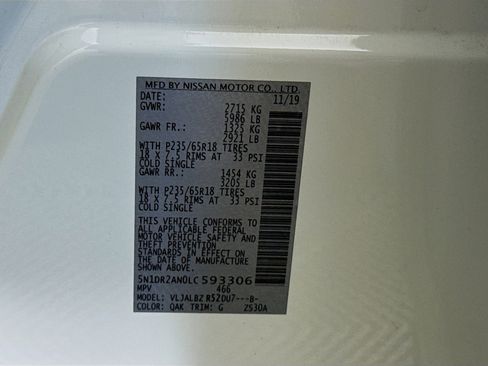 MFD BY NISSAN MOTOR CO., LTD.
DATE: 11/19
GVWR: 2715 KG
5986 LB
GAWR FR.: 1325 KG
2921 LB
WITH P235/65R18 TIRES
18 X 7.5 RIMS AT 33 PSI
COLD SINGLE
GAWR RR.: 1454 KG
3205 LB
WITH P235/65R18 TIRES
18 X 7.5 RIMS AT 33 PSI
COLD SINGLE
THIS VEHICLE CONFORMS TO
ALL APPLICABLE FEDERAL
MOTOR VEHICLE SAFETY AND
THEFT PREVENTION
STANDARDS IN EFFECT ON
THE DATE OF MANUFACTURE
SHOWN ABOVE.
5N1DR2AN0LC593306
MPV 466
MODEL: VLJALBZ R52DU7---B-
COLOR: QAK TRIM: G ZS30A